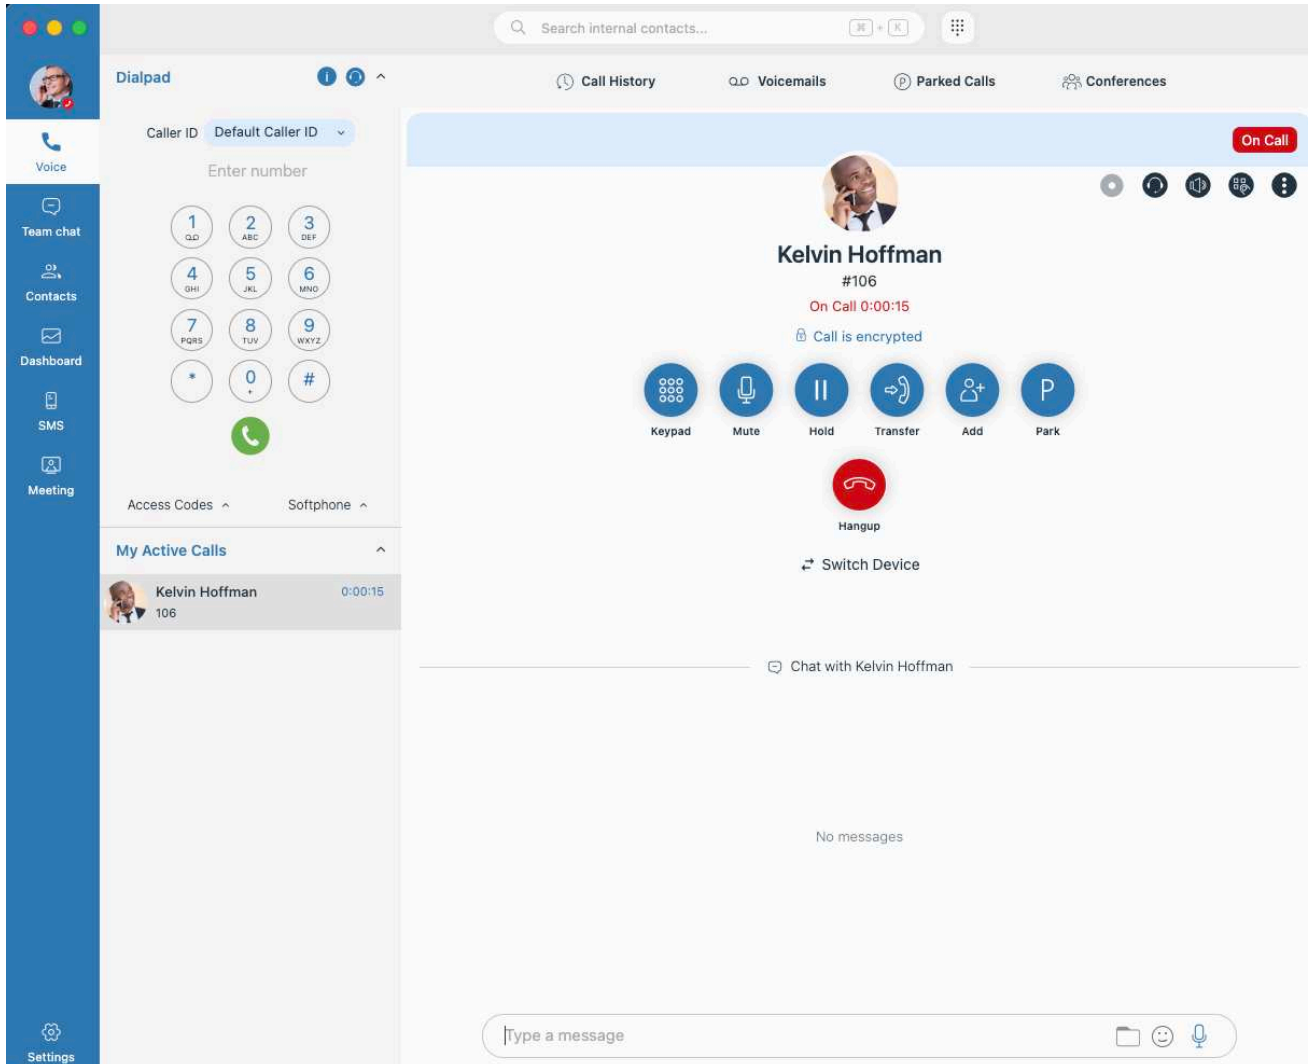 Search internal contacts... ⌘ + K
Dialpad
Call History Voicemails Parked Calls Conferences
Caller ID Default Caller ID
Enter number
On Call
Voice
Team chat
Contacts
Dashboard
SMS
Meeting
1
2 ABC
3 DEF
4 GHI
5 JKL
6 MNO
7 PQRS
8 TUV
9 WXYZ
*
0 +
#
Access Codes Softphone
My Active Calls
Kelvin Hoffman 0:00:15
106
Kelvin Hoffman
#106
On Call 0:00:15
Call is encrypted
Keypad Mute Hold Transfer Add P Park
Hangup
Switch Device
Chat with Kelvin Hoffman
No messages
Type a message
Settings